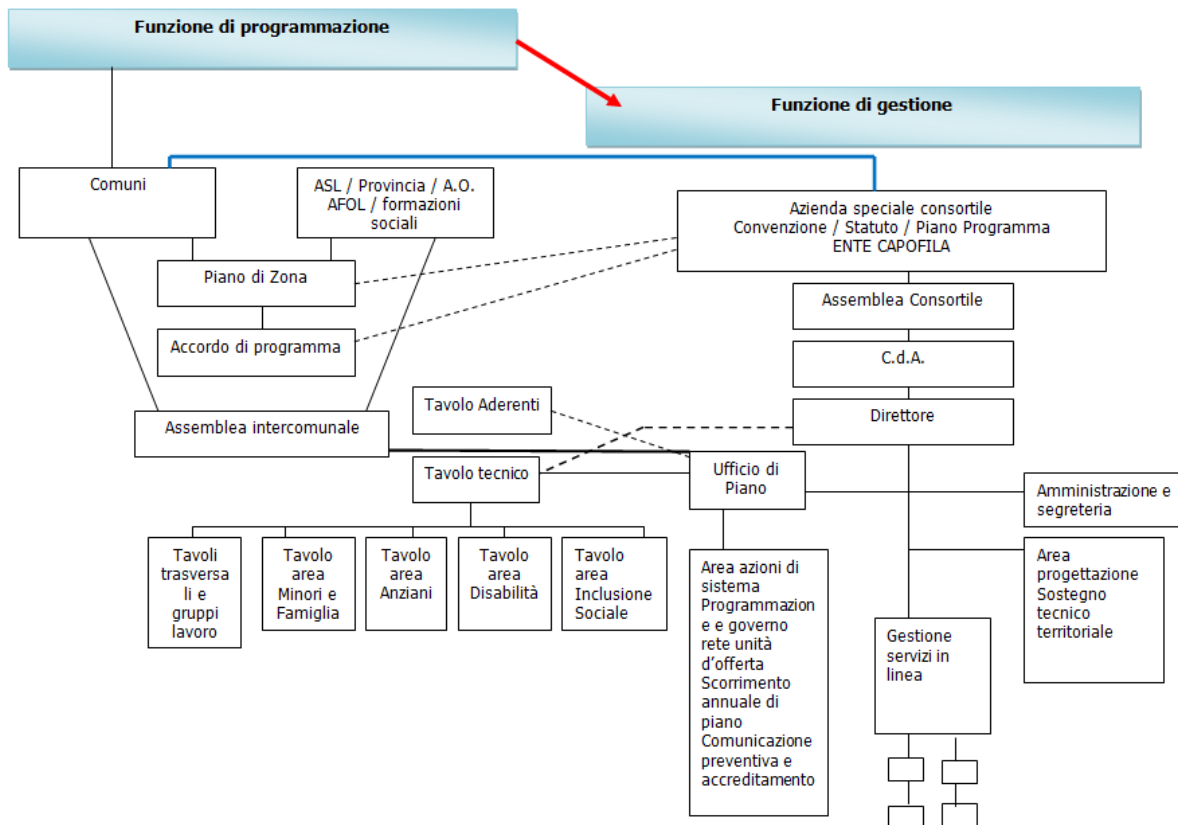 Funzione di programmazione
Funzione di gestione
Comuni
ASL / Provincia / A.O.
AFOL / formazioni
sociali
Azienda speciale consortile
Convenzione / Statuto / Piano Programma
ENTE CAPOFILA
Piano di Zona
Assemblea Consortile
Accordo di programma
C.d.A.
Tavolo Aderenti
Direttore
Assemblea intercomunale
Tavolo tecnico
Ufficio di
Piano
Amministrazione e
segreteria
Tavoli
trasversa
li e
gruppi
lavoro
Tavolo
area
Minori e
Famiglia
Tavolo
area
Anziani
Tavolo
area
Disabilità
Tavolo
area
Inclusione
Sociale
Area azioni di
sistema
Programmazion
e e governo
rete unità
d’offerta
Scorrimento
annuale di
piano
Comunicazione
preventiva e
accreditamento
Area
progettazione
Sostegno
tecnico
territoriale
Gestione
servizi in
linea